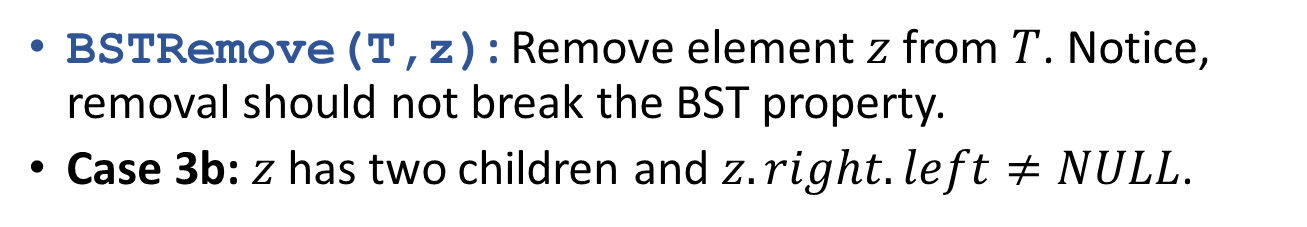 • BSTRemove(T,z): Remove element z from T. Notice,
removal should not break the BST property.
• Case 3b: z has two children and z.right.left ≠ NULL.